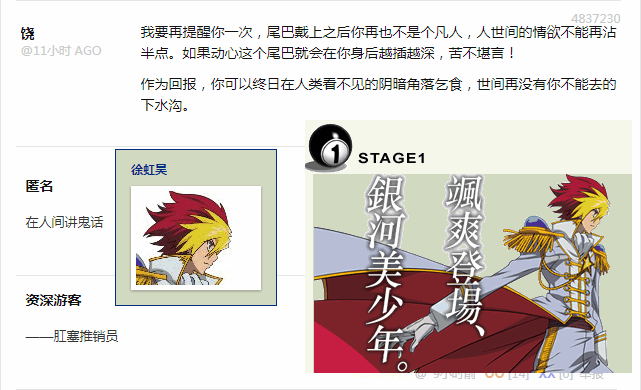 4837230
饶
@11小时 AGO
我要再提醒你一次，尾巴戴上之后你再也不是个凡人，人世间的情欲不能再沾
半点。如果动心这个尾巴就会在你身后越插越深，苦不堪言！
作为回报，你可以终日在人类看不见的阴暗角落乞食，世间再没有你不能去的
下水沟。
匿名
在人间讲鬼话
徐虹昊
1
STAGE1
颯爽登場、
銀河美少年。
资深游客
——肛塞推销员
@ 9小时前 OO [14] XX [0] 举报